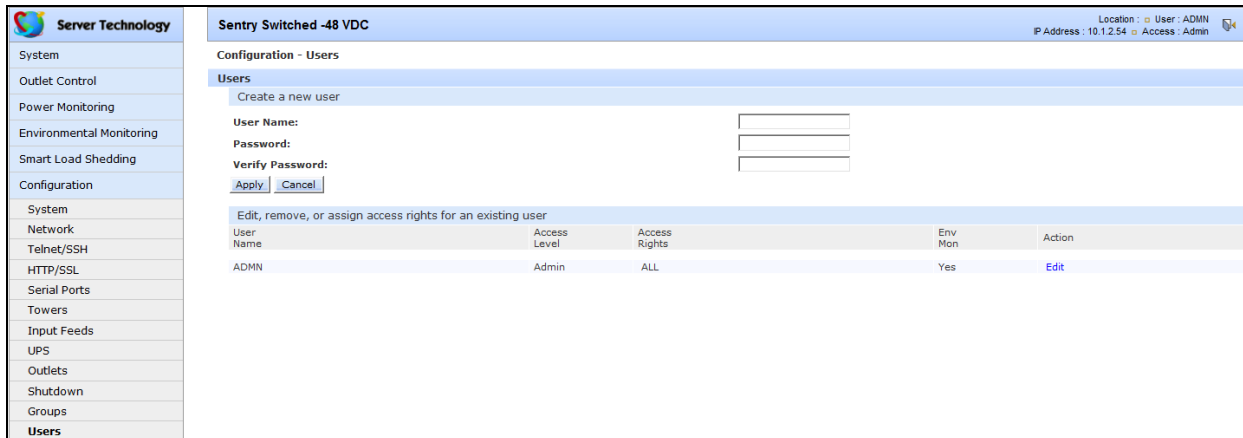 Server Technology
Sentry Switched -48 VDC
Location : User : ADMN
IP Address : 10.1.2.54 Access : Admin
System
Outlet Control
Power Monitoring
Environmental Monitoring
Smart Load Shedding
Configuration
System
Network
Telnet/SSH
HTTP/SSL
Serial Ports
Towers
Input Feeds
UPS
Outlets
Shutdown
Groups
Users
Configuration - Users
Users
Create a new user
User Name:
Password:
Verify Password:
Apply Cancel
Edit, remove, or assign access rights for an existing user
User Name Access Level Access Rights Env Mon Action
ADMN Admin ALL Yes Edit